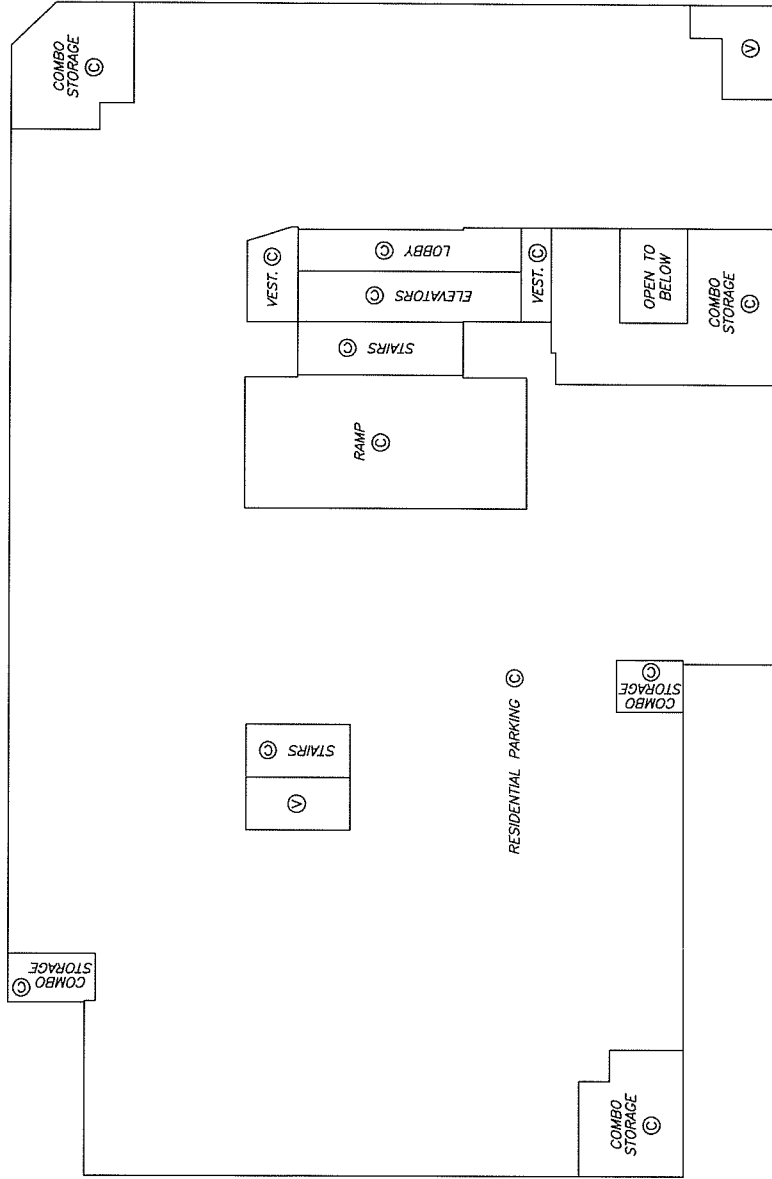 COMBO
STORAGE
Ⓒ
Ⓥ
VEST. Ⓒ
LOBBY Ⓒ
ELEVATORS Ⓒ
VEST. Ⓒ
STAIRS Ⓒ
OPEN TO
BELOW
COMBO
STORAGE
Ⓒ
RAMP
Ⓒ
RESIDENTIAL PARKING Ⓒ
COMBO
STORAGE
Ⓒ
STAIRS Ⓒ
Ⓥ
COMBO
STORAGE
Ⓒ
COMBO
STORAGE
Ⓒ